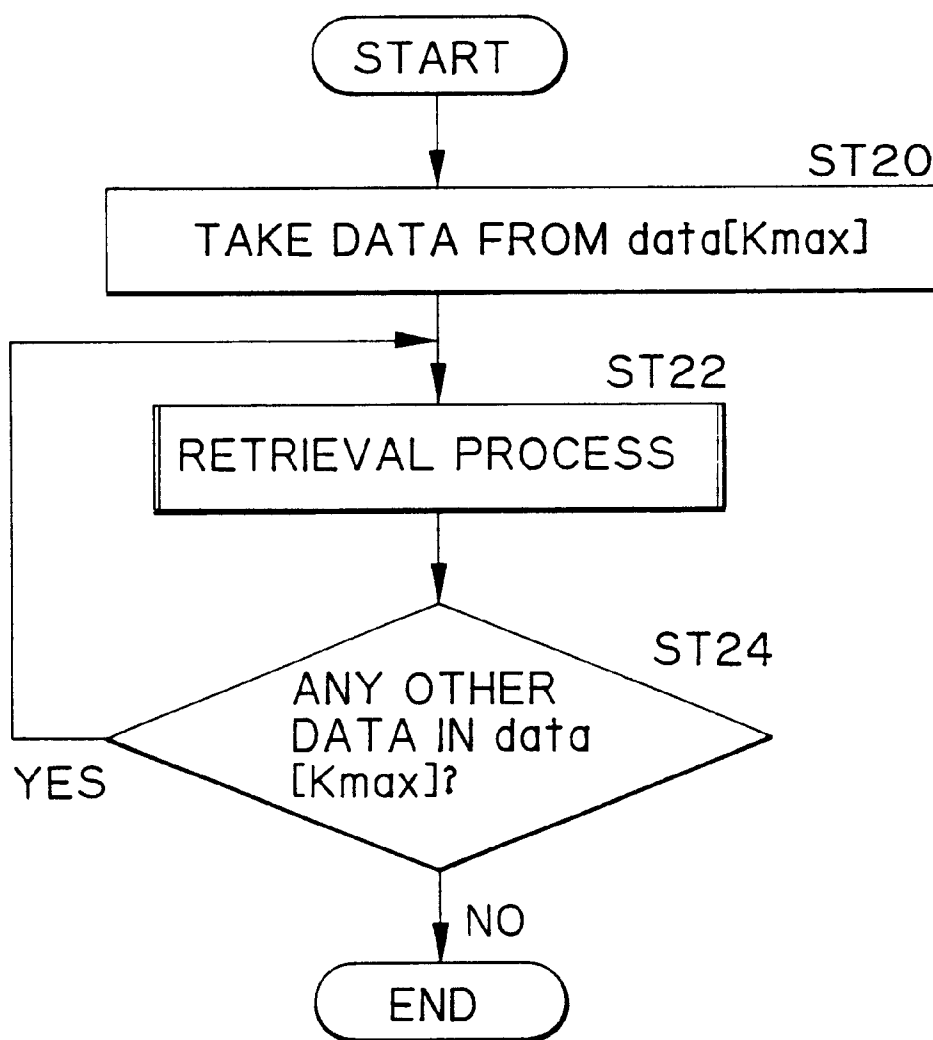 START
ST20
TAKE DATA FROM data[Kmax]
ST22
RETRIEVAL PROCESS
ST24
ANY OTHER
DATA IN data
[Kmax]?
YES
NO
END